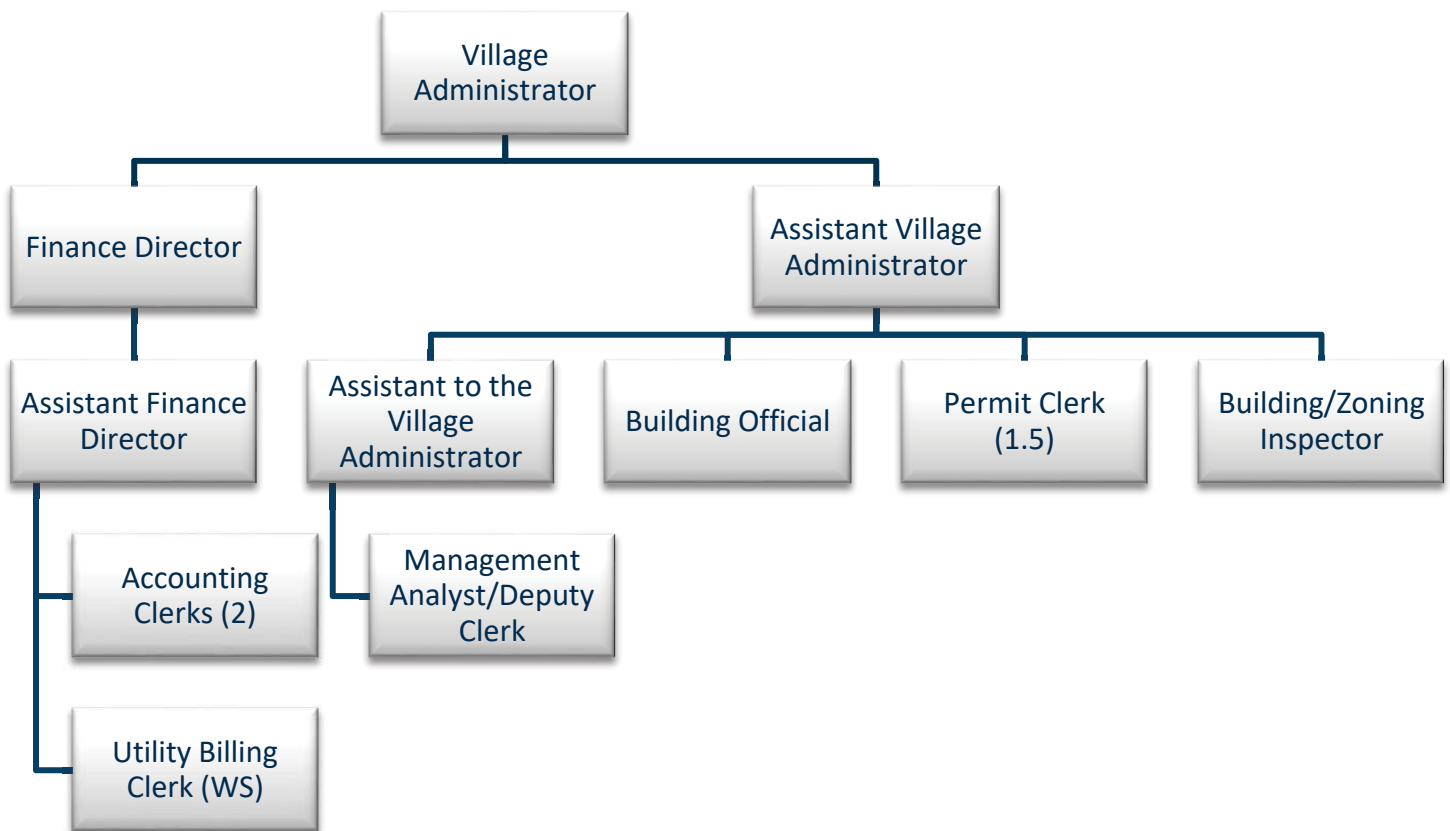 Village
Administrator
Finance Director
Assistant Village
Administrator
Assistant Finance
Director
Assistant to the
Village
Administrator
Building Official
Permit Clerk
(1.5)
Building/Zoning
Inspector
Accounting
Clerks (2)
Management
Analyst/Deputy
Clerk
Utility Billing
Clerk (WS)